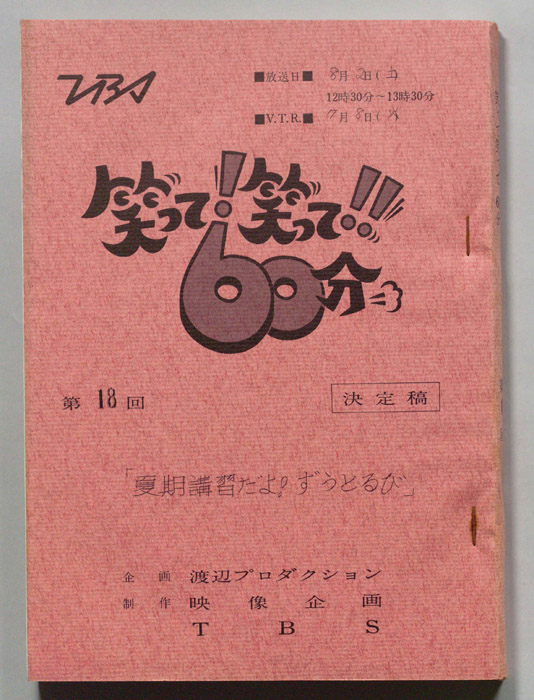 TBS
■放送日■ 8月2日(土)
12時30分～13時30分
■V.T.R.■ 7月8日(火)
笑って!笑って!!
60分
第18回
決定稿
「夏期講習だよ!ずうとるび」
企画 渡辺プロダクション
制作 映像企画
TBS